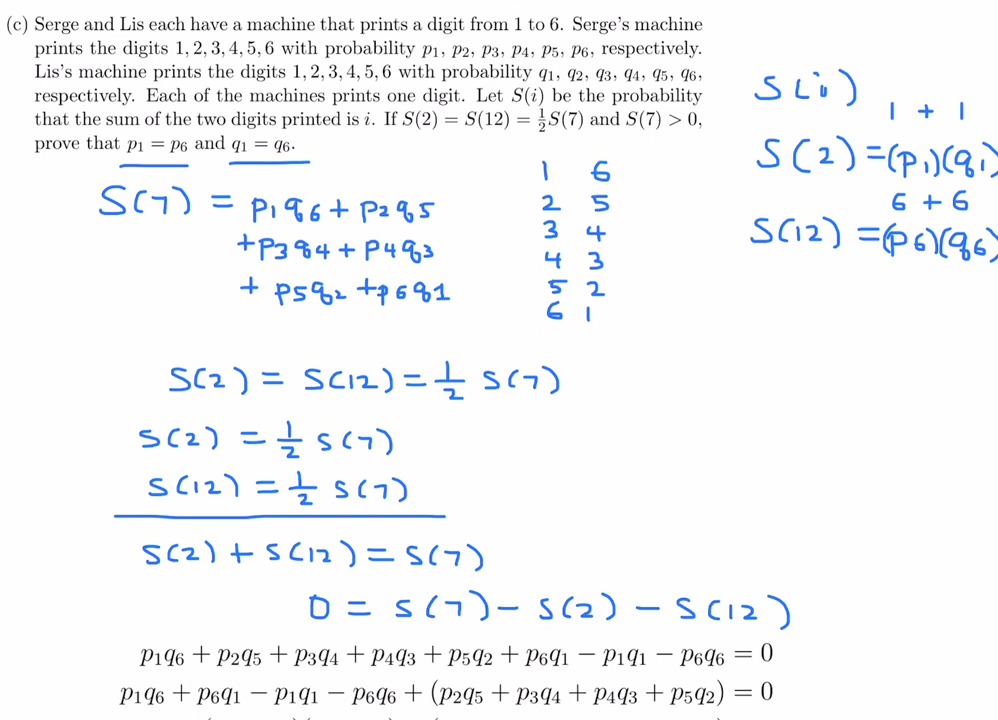 (c) Serge and Lis each have a machine that prints a digit from 1 to 6. Serge's machine
prints the digits 1, 2, 3, 4, 5, 6 with probability p₁, p₂, p₃, p₄, p₅, p₆, respectively.
Lis's machine prints the digits 1, 2, 3, 4, 5, 6 with probability q₁, q₂, q₃, q₄, q₅, q₆,
respectively. Each of the machines prints one digit. Let S(i) be the probability
that the sum of the two digits printed is i. If S(2) = S(12) = ½S(7) and S(7) > 0,
prove that p₁ = p₆ and q₁ = q₆.
S(i)
1 + 1
S(2) = (p₁)(q₁)
6 + 6
S(12) = (p6)(q6)
S(7) = p₁q6 + p2q5
+p3q4 + p4q3
+ p5q2 + p6q1
1 6
2 5
3 4
4 3
5 2
6 1
S(2) = S(12) = ½ S(7)
S(2) = ½ S(7)
S(12) = ½ S(7)
S(2) + S(12) = S(7)
0 = S(7) - S(2) - S(12)
p₁q₆ + p₂q₅ + p₃q₄ + p₄q₃ + p₅q₂ + p₆q₁ − p₁q₁ − p₆q₆ = 0
p₁q₆ + p₆q₁ − p₁q₁ − p₆q₆ + (p₂q₅ + p₃q₄ + p₄q₃ + p₅q₂) = 0